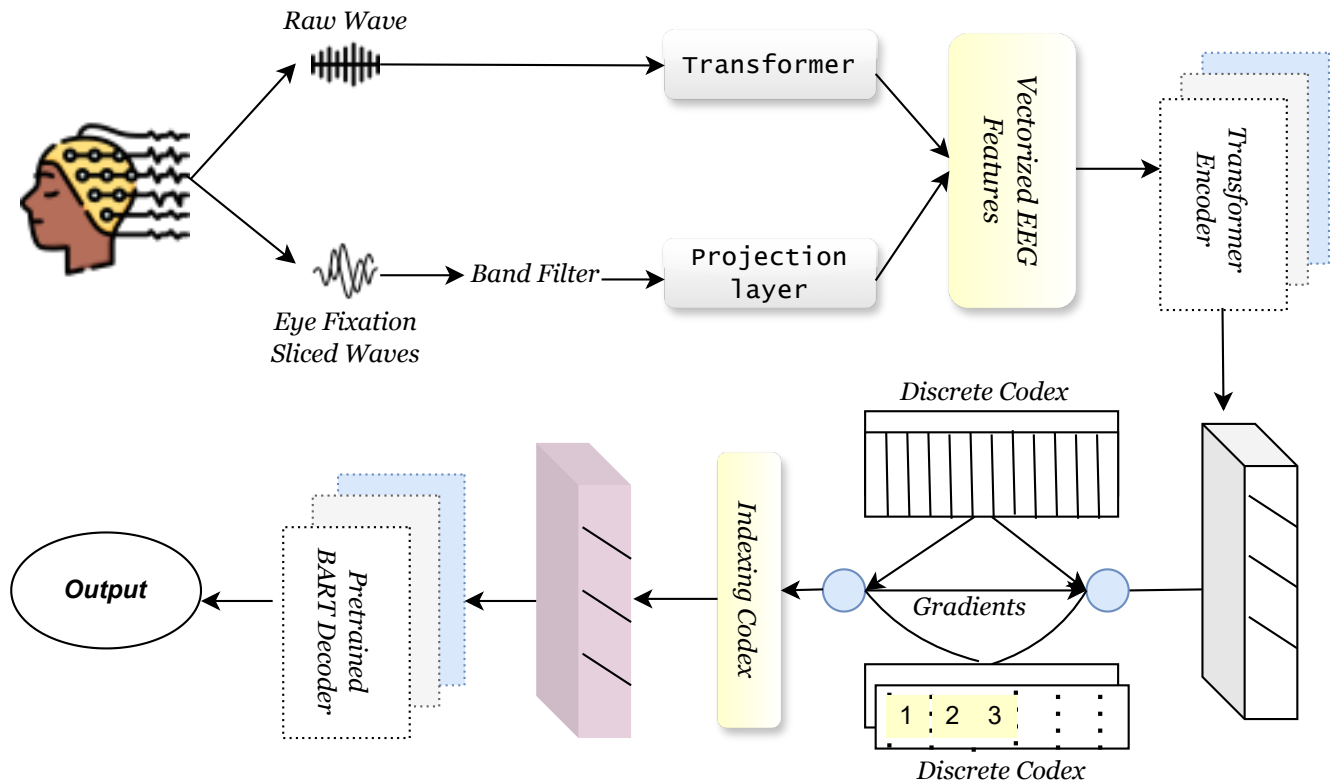 Raw Wave
Transformer
Vectorized EEG
Features
Transformer
Encoder
Eye Fixation
Sliced Waves
Band Filter
Projection
layer
Discrete Codex
Gradients
1 2 3
Discrete Codex
Indexing Codex
Pretrained
BART Decoder
Output